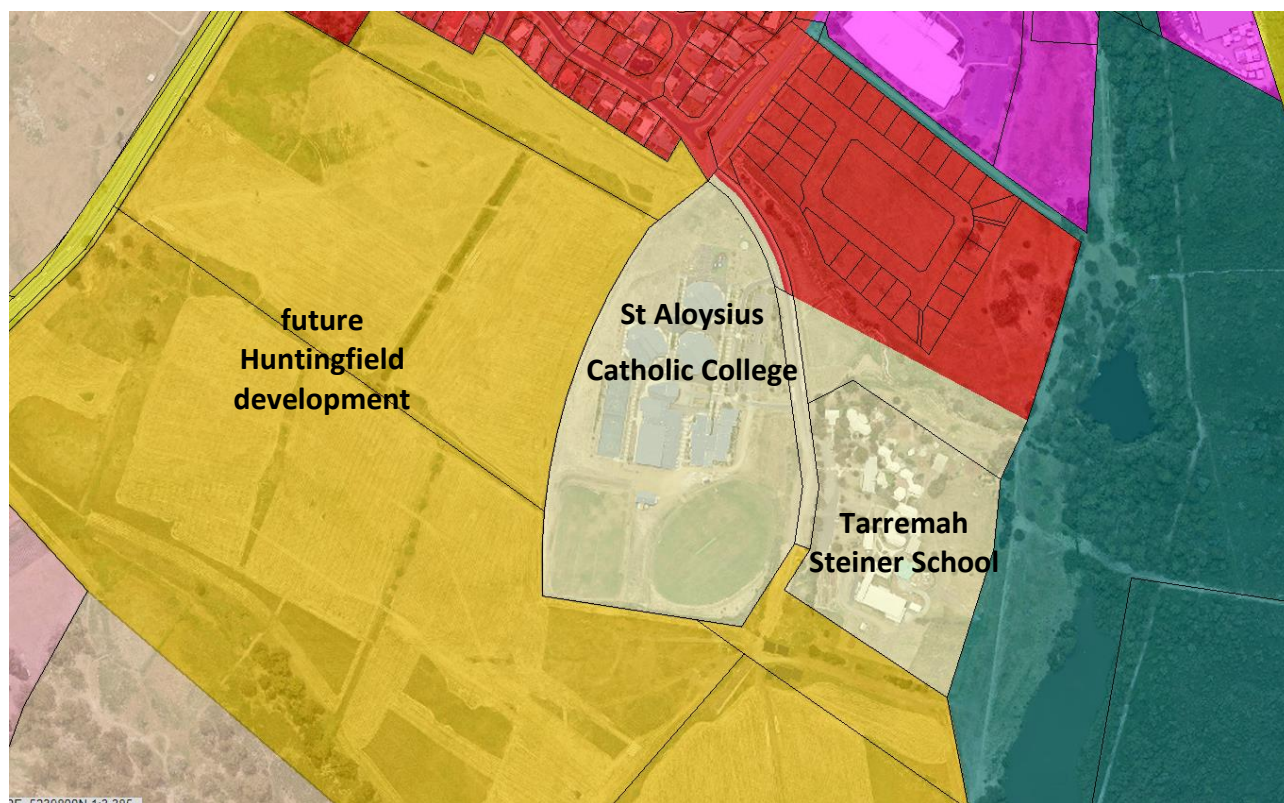 future
Huntingfield
development
St Aloysius
Catholic College
Tarremah
Steiner School